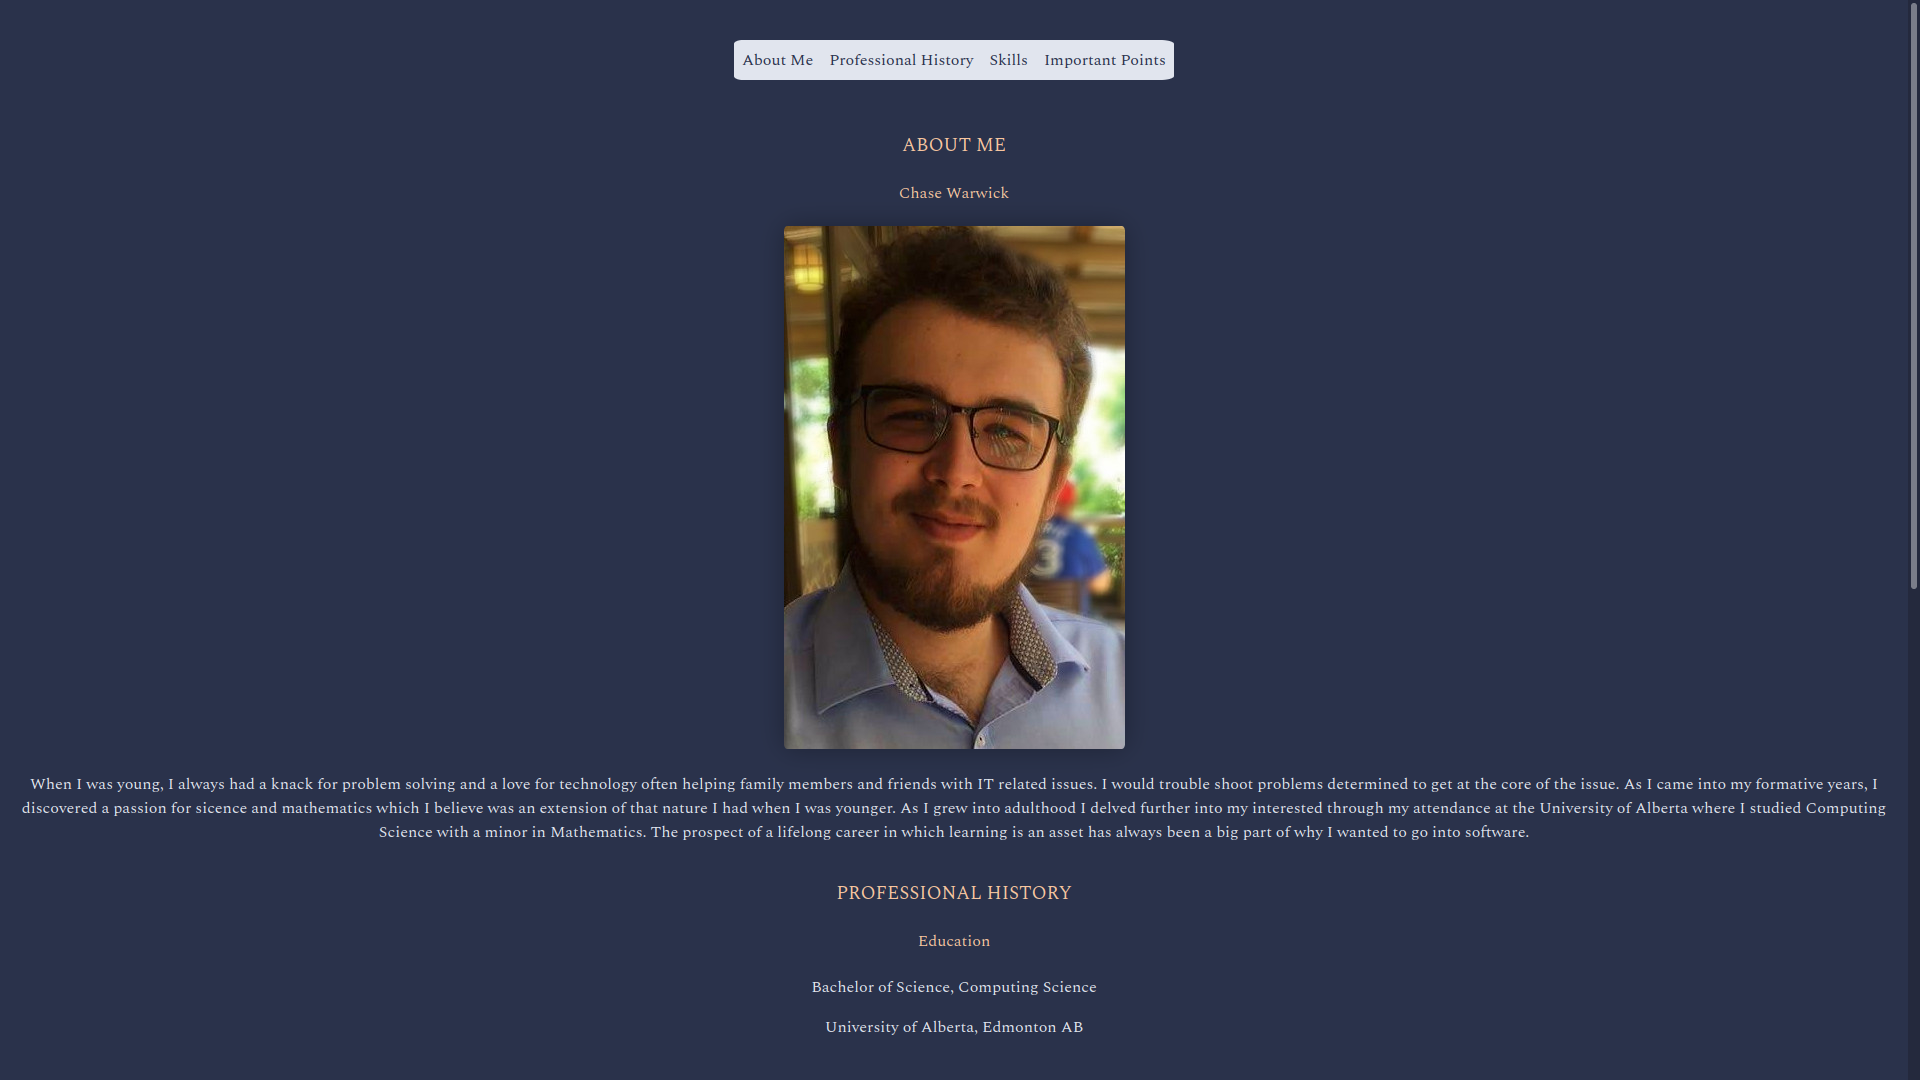 About Me Professional History Skills Important Points
ABOUT ME
Chase Warwick
3
When I was young, I always had a knack for problem solving and a love for technology often helping family members and friends with IT related issues. I would trouble shoot problems determined to get at the core of the issue. As I came into my formative years, I
discovered a passion for sicence and mathematics which I believe was an extension of that nature I had when I was younger. As I grew into adulthood I delved further into my interested through my attendance at the University of Alberta where I studied Computing
Science with a minor in Mathematics. The prospect of a lifelong career in which learning is an asset has always been a big part of why I wanted to go into software.
PROFESSIONAL HISTORY
Education
Bachelor of Science, Computing Science
University of Alberta, Edmonton AB